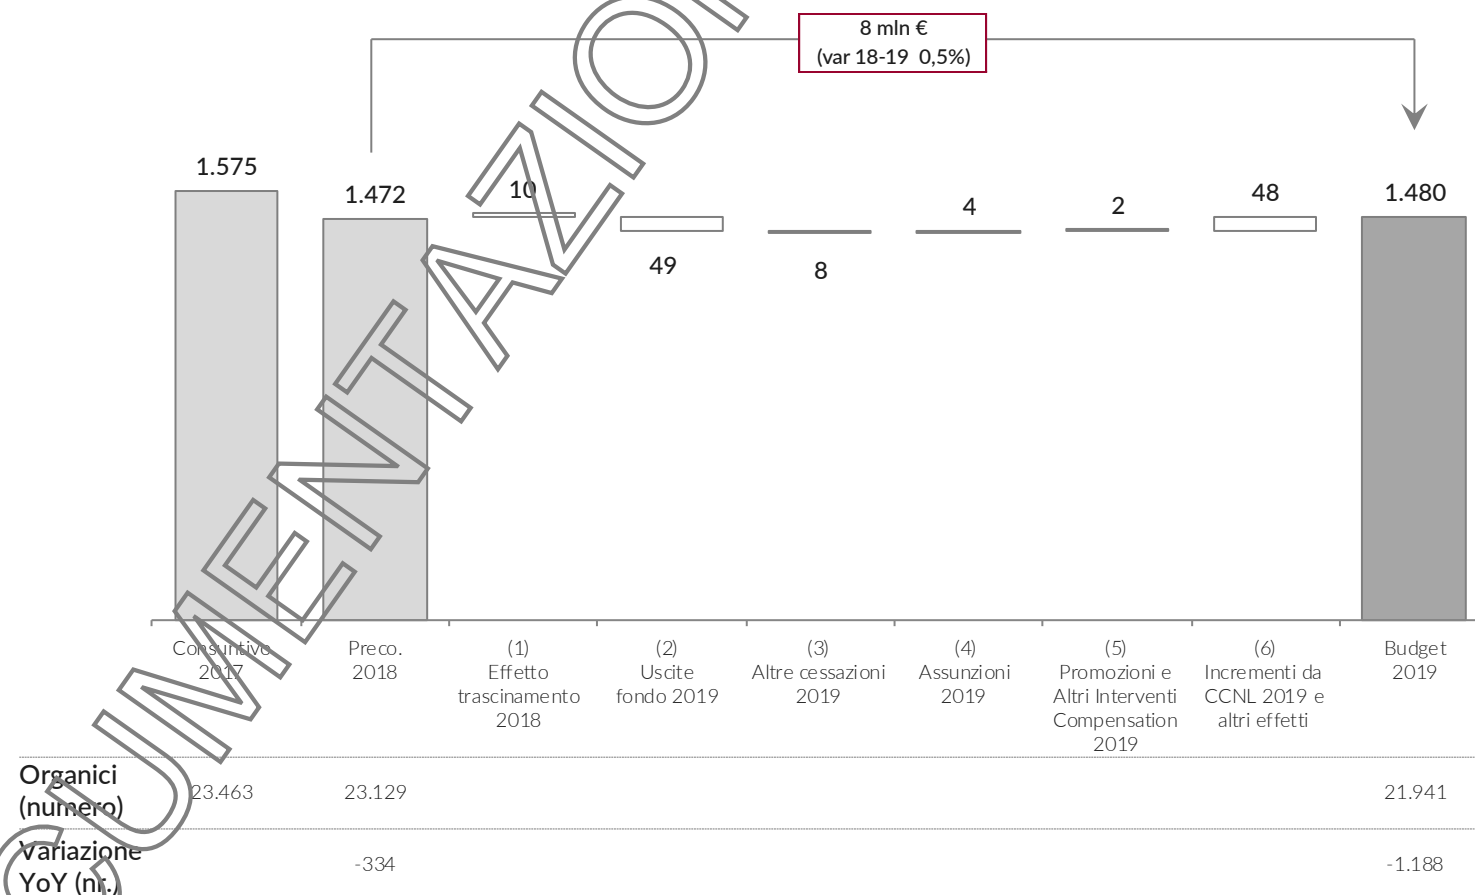 8 mln €
(var 18-19 0,5%)
1.575
1.472
10
49
8
4
2
48
1.480
Consuntivo
2017
Preco.
2018
(1)
Effetto
trascinamento
2018
(2)
Uscite
fondo 2019
(3)
Altre cessazioni
2019
(4)
Assunzioni
2019
(5)
Promozioni e
Altri Interventi
Compensation
2019
(6)
Incrementi da
CCNL 2019 e
altri effetti
Budget
2019
Organici
(numero)
23.463
23.129
21.941
Variazione
YoY (nr.)
-334
-1.188
CUMENTAZIO